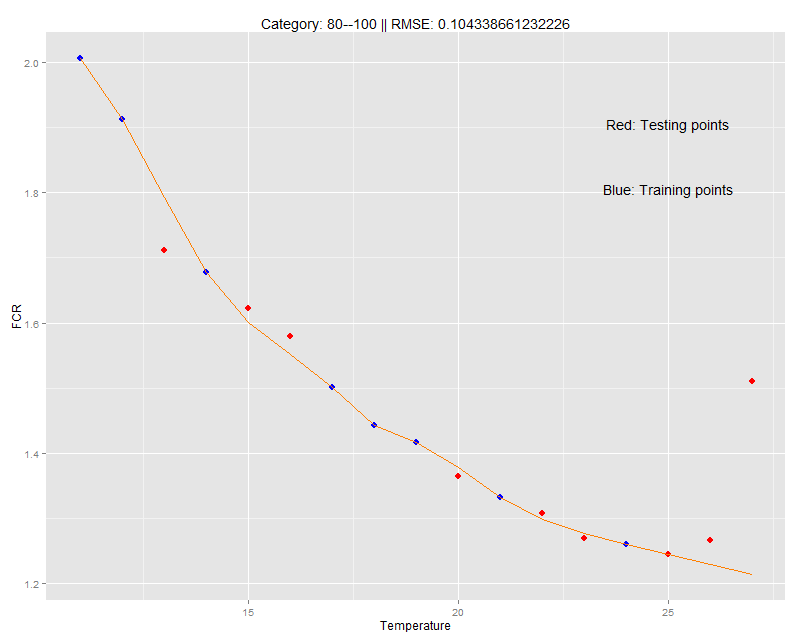 Category: 80--100 || RMSE: 0.104338661232226
2.0
Red: Testing points
1.8
Blue: Training points
FCR
1.6
1.4
1.2
15 20 25
Temperature